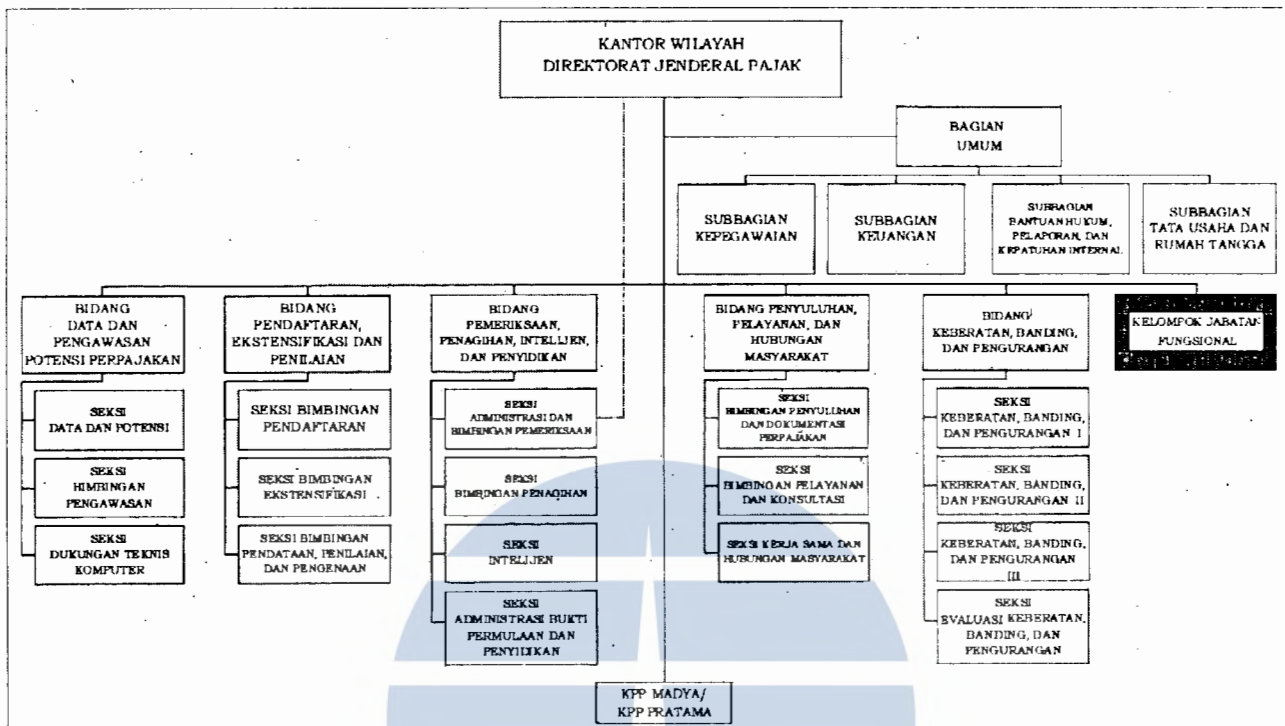 KANTOR WILAYAH
DIREKTORAT JENDERAL PAJAK
BAGIAN
UMUM
SUBBAGIAN
KEPEGAWAIAN
SUBBAGIAN
KEUANGAN
SUBBAGIAN
BANTUAN HUKUM,
PELAPORAN, DAN
KEPATUHAN INTERNAL
SUBBAGIAN
TATA USAHA DAN
RUMAH TANGGA
BIDANG
DATA DAN
PENGAWASAN
POTENSI PERPAJAKAN
BIDANG
PENDAFTARAN,
EKSTENSIFIKASI DAN
PENILAIAN
BIDANG
PEMERIKSAAN,
PENAGIHAN, INTELIJEN,
DAN PENYIDIKAN
BIDANG PENYULUHAN,
PELAYANAN, DAN
HUBUNGAN
MASYARAKAT
BIDANG
KEBERATAN, BANDING,
DAN PENGURANGAN
KELOMPOK JABATAN
FUNGSIONAL
SEKSI
DATA DAN POTENSI
SEKSI
BIMBINGAN
PENGAWASAN
SEKSI
DUKUNGAN TEKNIS
KOMPUTER
SEKSI BIMBINGAN
PENDAFTARAN
SEKSI BIMBINGAN
EKSTENSIFIKASI
SEKSI BIMBINGAN
PENDATAAN, PENILAIAN,
DAN PENGENAAN
SEKSI
ADMINISTRASI DAN
BIMBINGAN PEMERIKSAAN
SEKSI
BIMBINGAN PENAGIHAN
SEKSI
INTELIJEN
SEKSI
ADMINISTRASI BUKTI
PERMULAAN DAN
PENYIDIKAN
SEKSI
BIMBINGAN PENYULUHAN
DAN DOKUMENTASI
PERPAJAKAN
SEKSI
BIMBINGAN PELAYANAN
DAN KONSULTASI
SEKSI KERJA SAMA DAN
HUBUNGAN MASYARAKAT
SEKSI
KEBERATAN, BANDING,
DAN PENGURANGAN I
SEKSI
KEBERATAN, BANDING,
DAN PENGURANGAN II
SEKSI
KEBERATAN, BANDING,
DAN PENGURANGAN
III
SEKSI
EVALUASI KEBERATAN,
BANDING, DAN
PENGURANGAN
KPP MADYA/
KPP PRATAMA